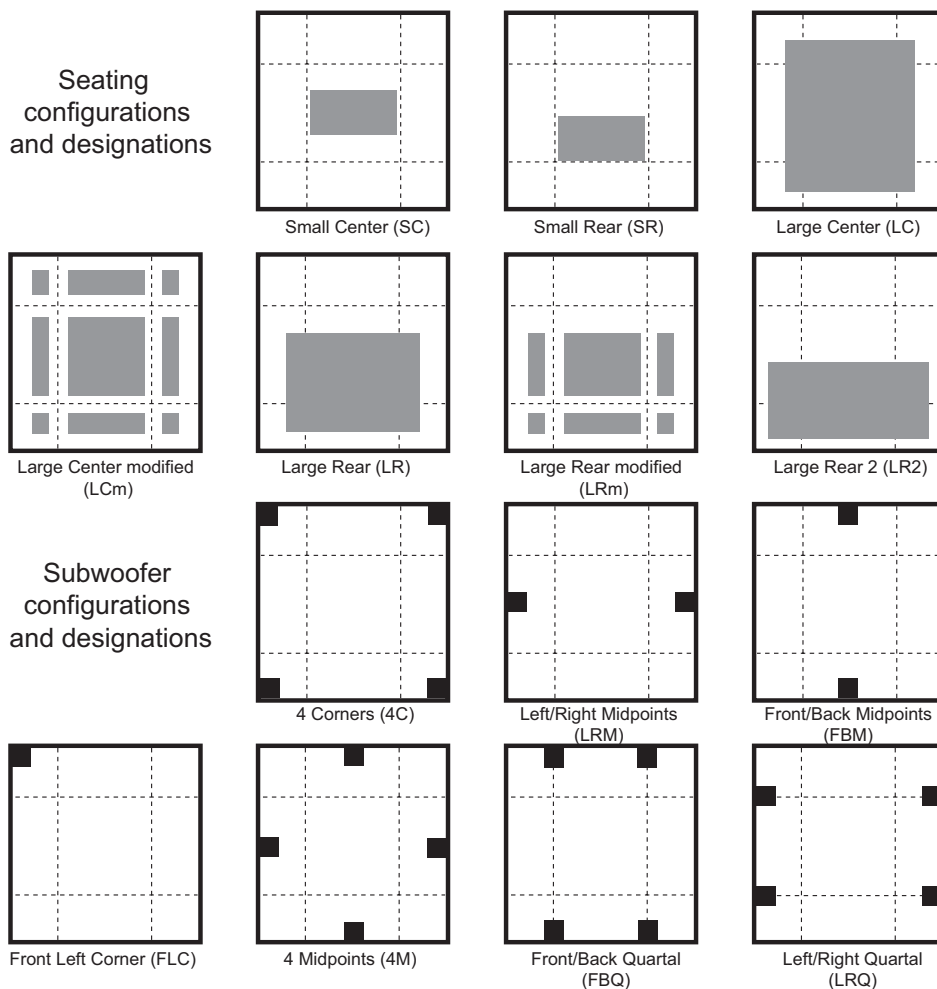 Seating
configurations
and designations
Small Center (SC)
Small Rear (SR)
Large Center (LC)
Large Center modified
(LCm)
Large Rear (LR)
Large Rear modified
(LRm)
Large Rear 2 (LR2)
Subwoofer
configurations
and designations
4 Corners (4C)
Left/Right Midpoints
(LRM)
Front/Back Midpoints
(FBM)
Front Left Corner (FLC)
4 Midpoints (4M)
Front/Back Quartal
(FBQ)
Left/Right Quartal
(LRQ)